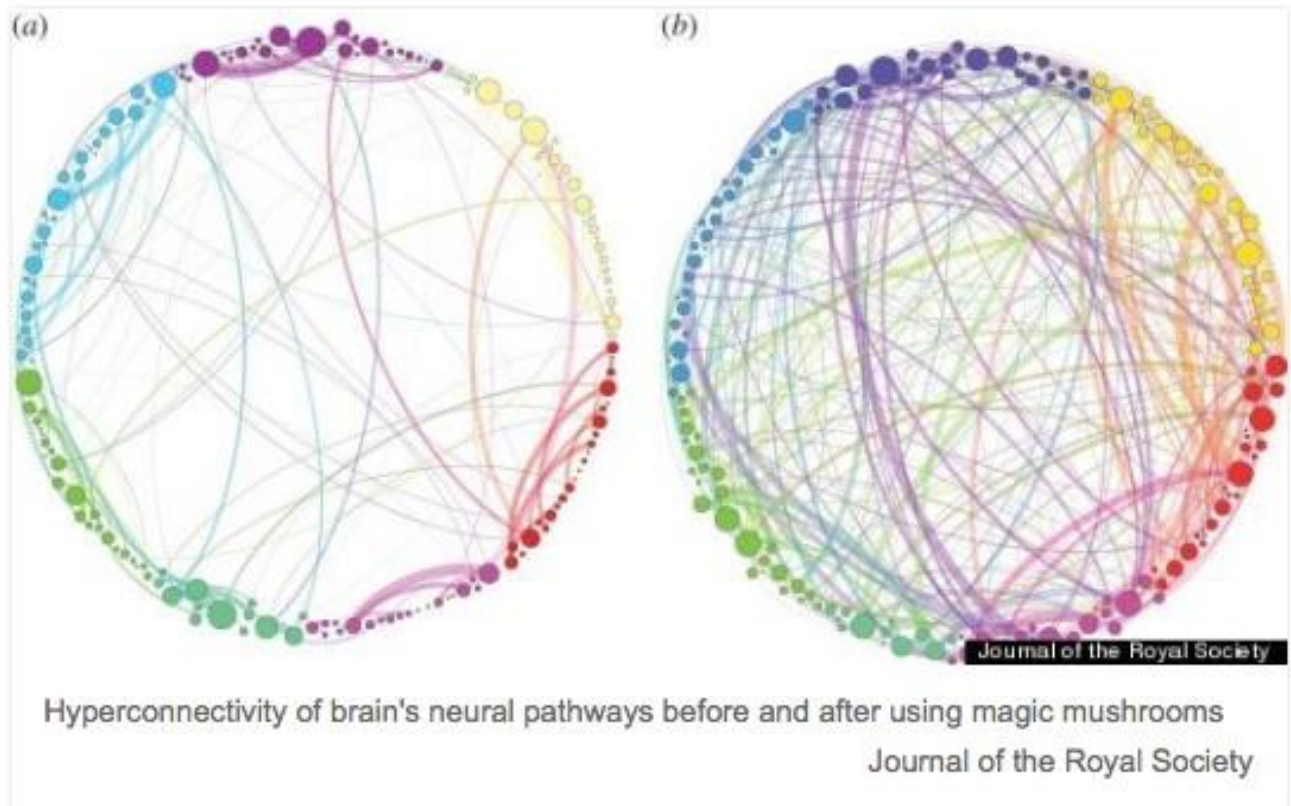 (a) (b)
Journal of the Royal Society
Hyperconnectivity of brain's neural pathways before and after using magic mushrooms
Journal of the Royal Society